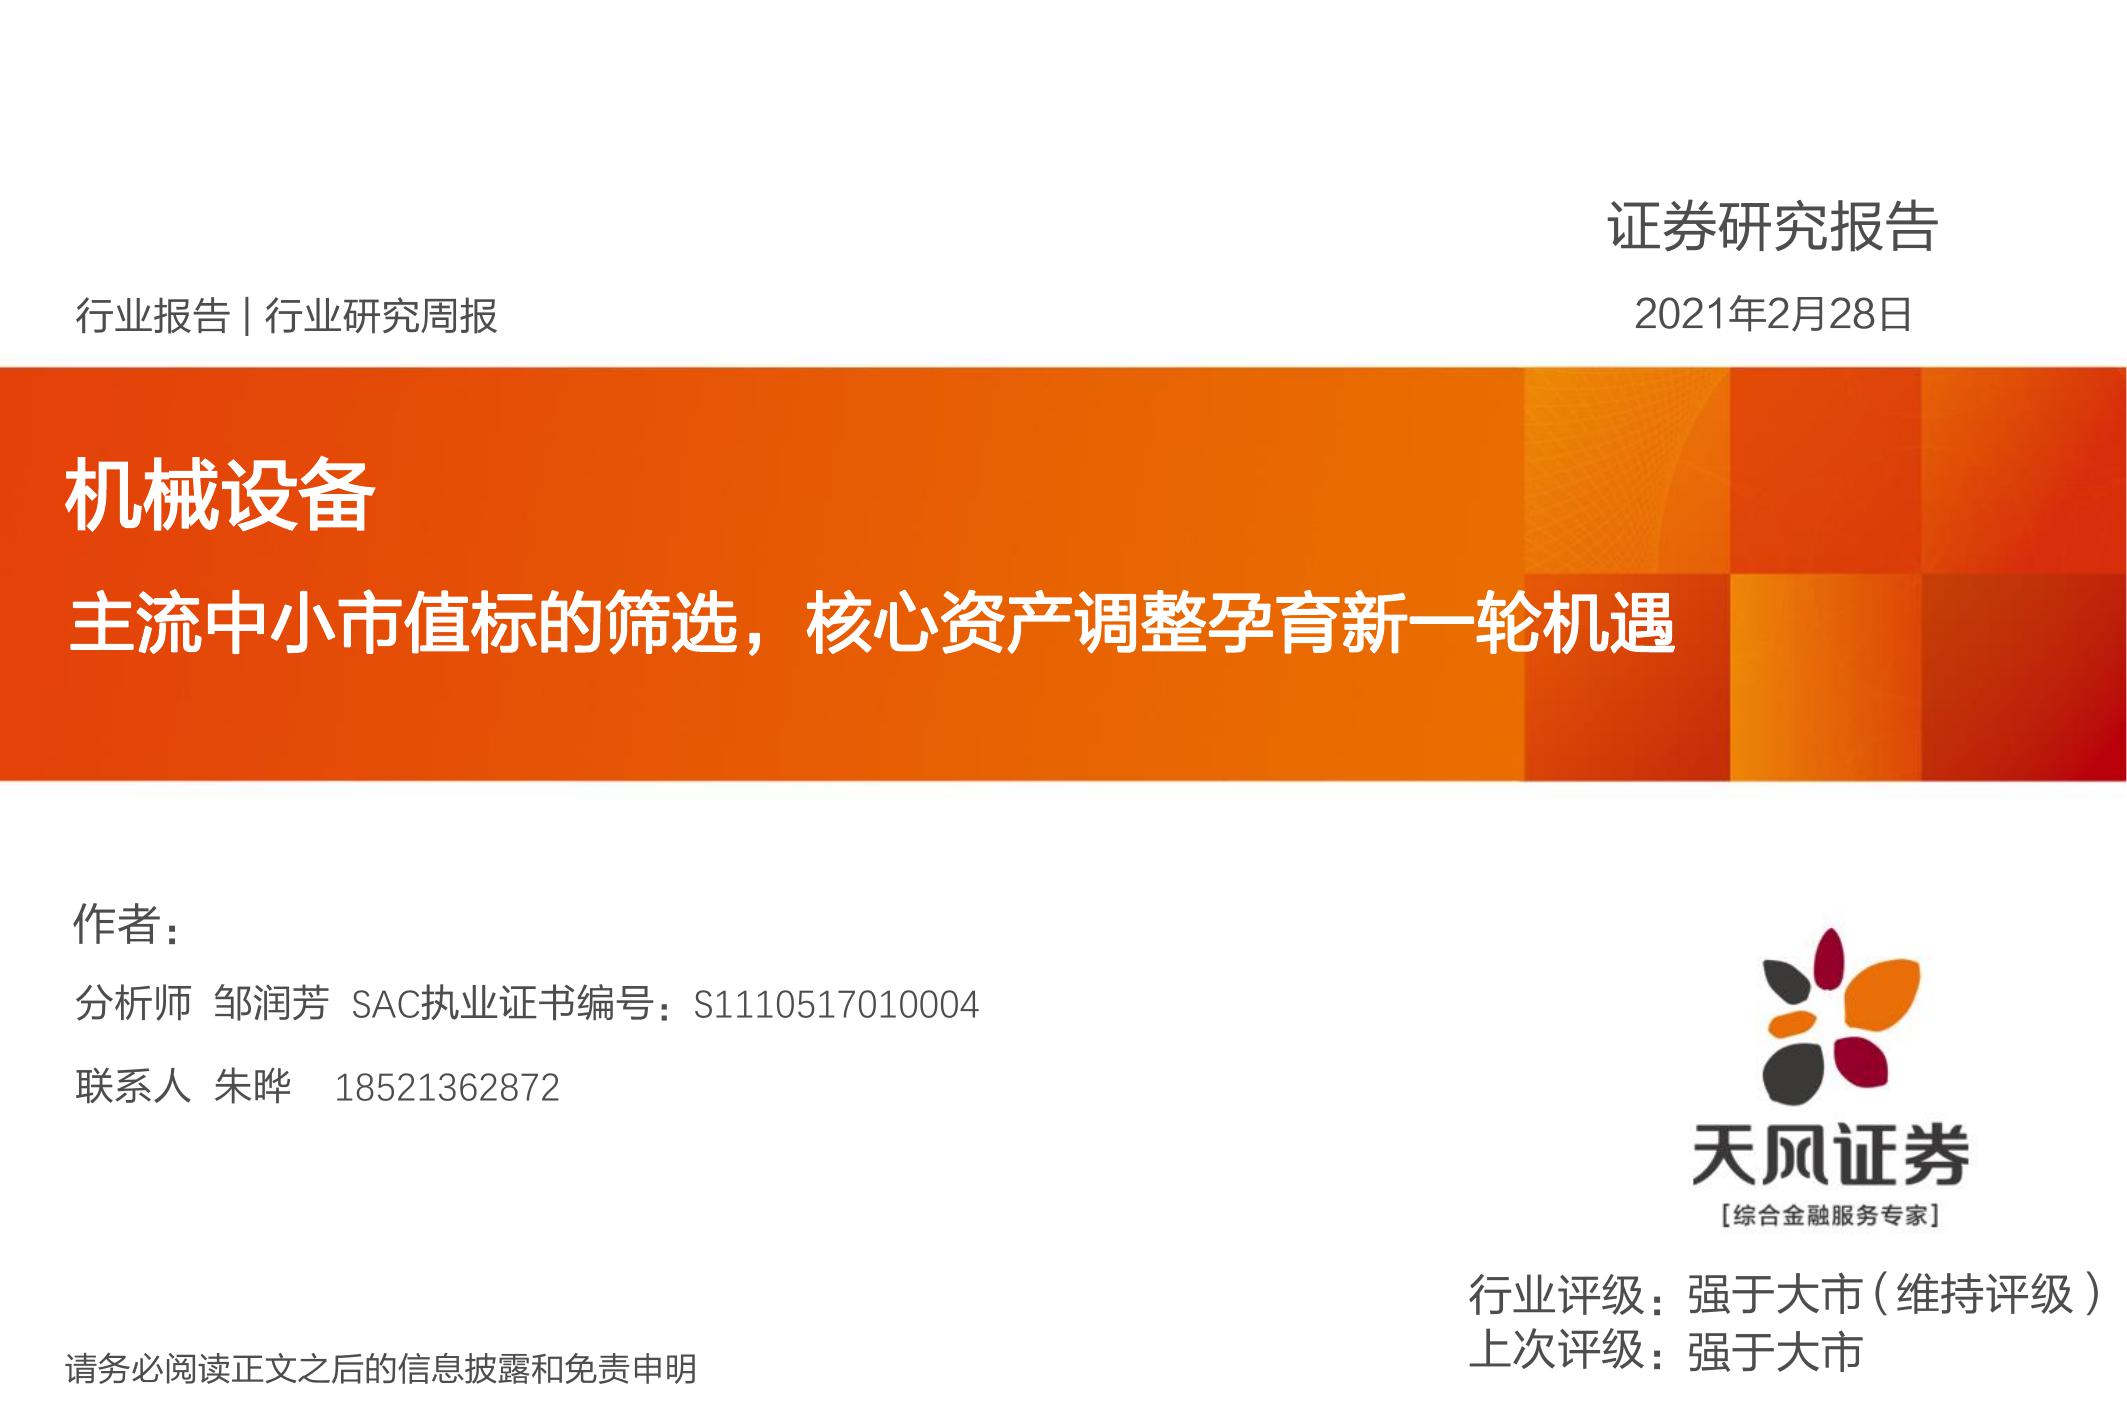 证券研究报告
行业报告 | 行业研究周报
2021年2月28日
机械设备
主流中小市值标的筛选，核心资产调整孕育新一轮机遇
作者：
分析师 邹润芳 SAC执业证书编号：S1110517010004
联系人 朱晔 18521362872
天风证券
[综合金融服务专家]
行业评级：强于大市（维持评级）
上次评级：强于大市
请务必阅读正文之后的信息披露和免责申明